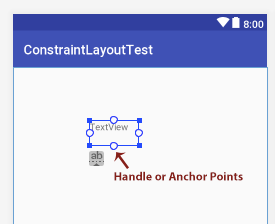 8:00
ConstraintLayoutTest
TextView
ab
Handle or Anchor Points